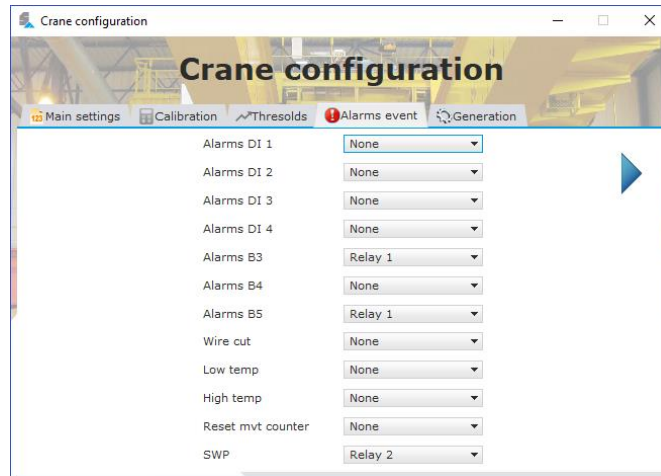 Crane configuration
Crane configuration
123 Main settings Calibration Thresolds Alarms event Generation
Alarms DI 1 None
Alarms DI 2 None
Alarms DI 3 None
Alarms DI 4 None
Alarms B3 Relay 1
Alarms B4 None
Alarms B5 Relay 1
Wire cut None
Low temp None
High temp None
Reset mvt counter None
SWP Relay 2